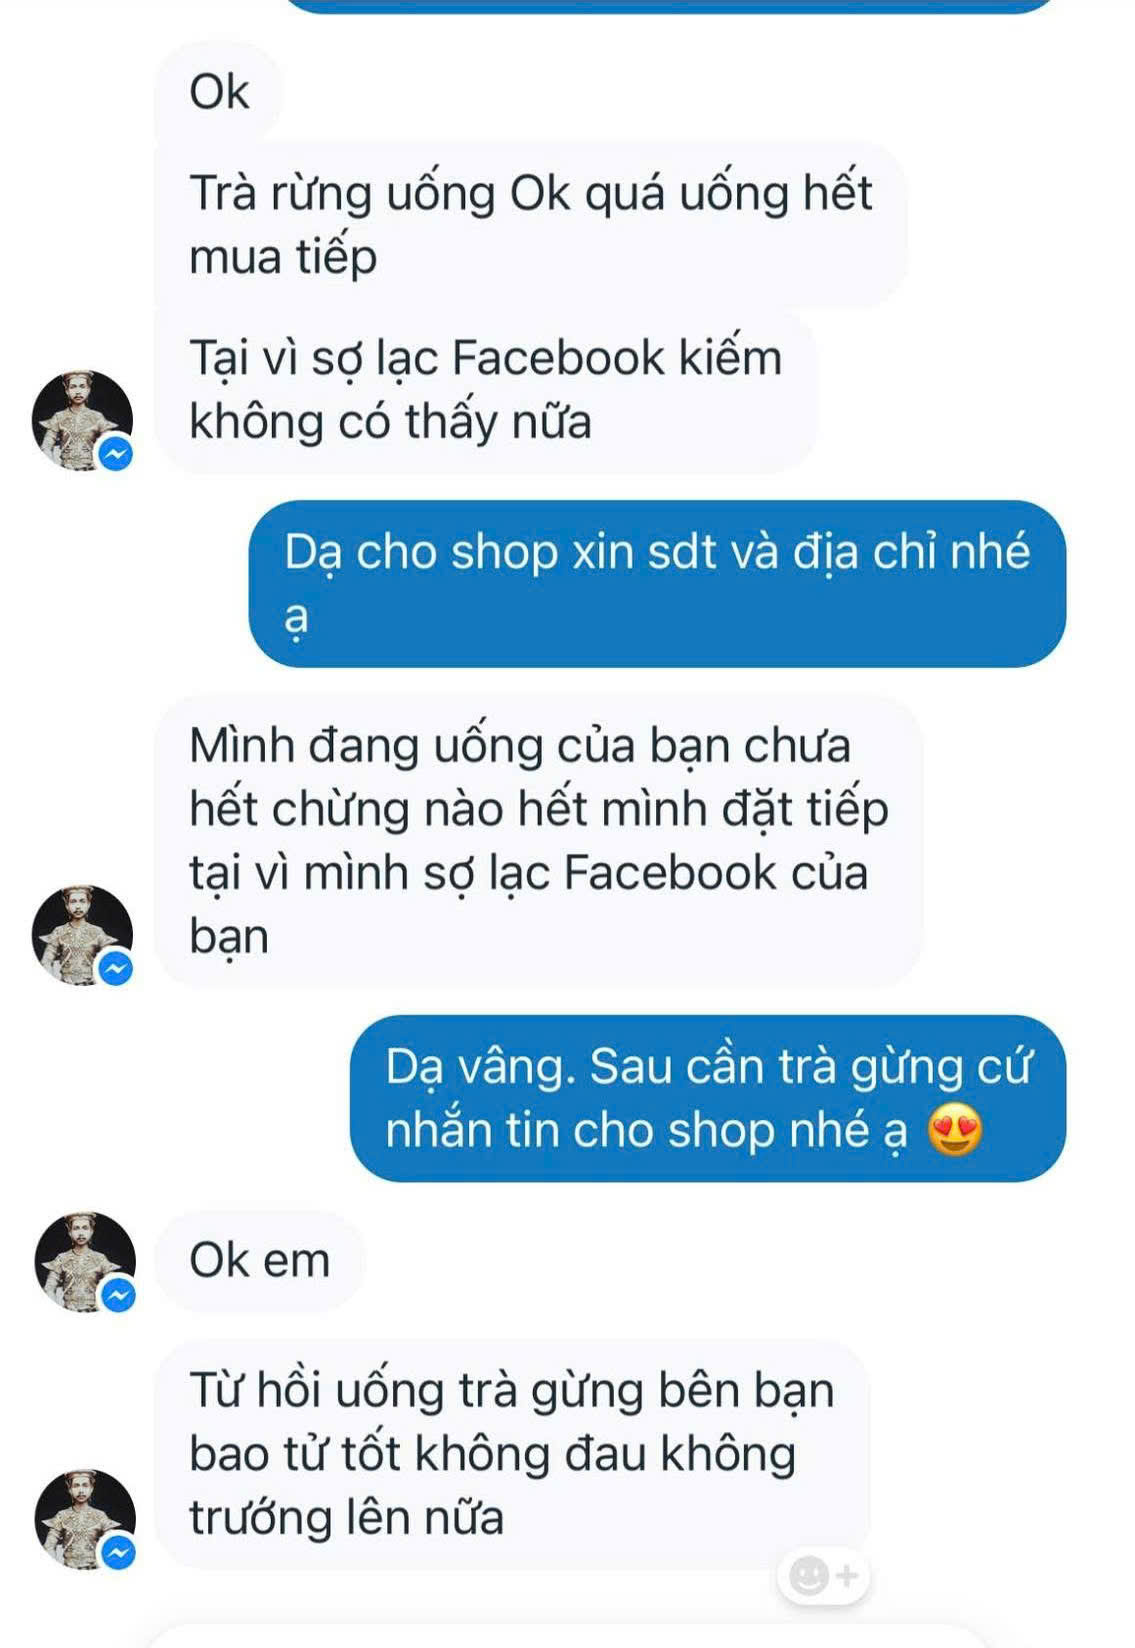 Ok
Trà rừng uống Ok quá uống hết
mua tiếp
Tại vì sợ lạc Facebook kiếm
không có thấy nữa
Dạ cho shop xin sdt và địa chỉ nhé
ạ
Mình đang uống của bạn chưa
hết chừng nào hết mình đặt tiếp
tại vì mình sợ lạc Facebook của
bạn
Dạ vâng. Sau cần trà gừng cứ
nhắn tin cho shop nhé ạ 😍
Ok em
Từ hồi uống trà gừng bên bạn
bao tử tốt không đau không
trướng lên nữa